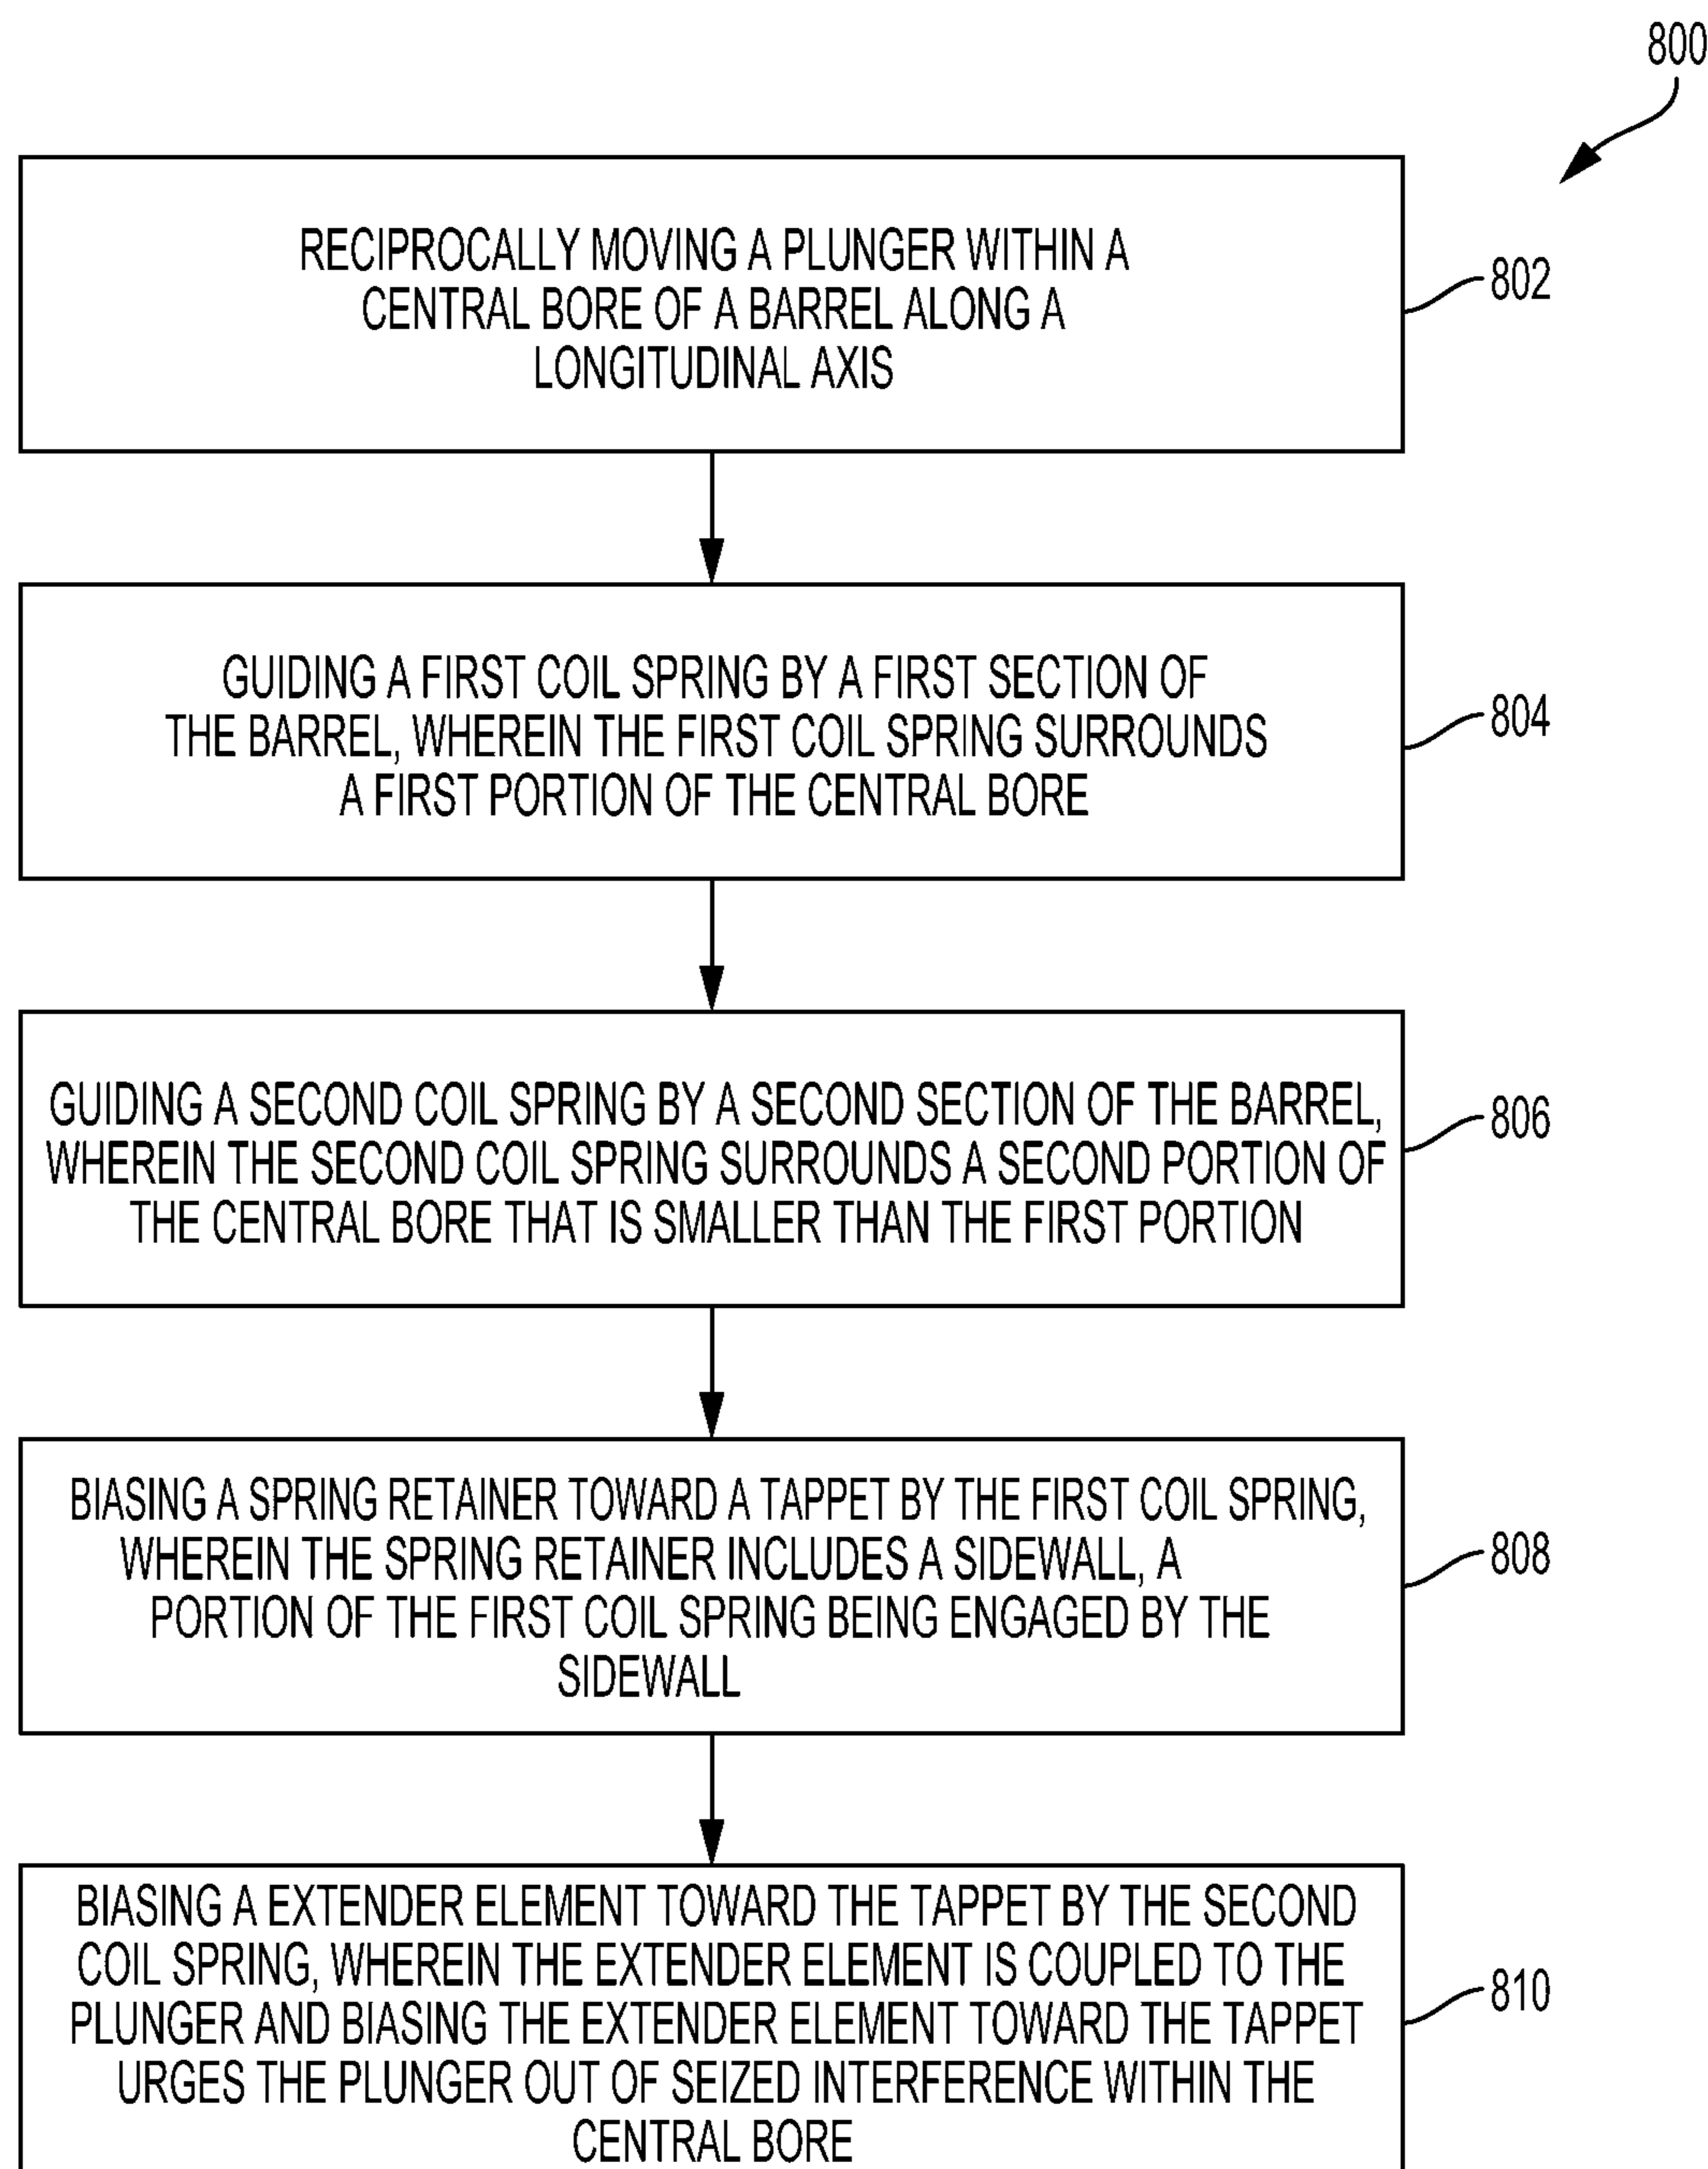 800
RECIPROCALLY MOVING A PLUNGER WITHIN A
CENTRAL BORE OF A BARREL ALONG A
LONGITUDINAL AXIS
802
GUIDING A FIRST COIL SPRING BY A FIRST SECTION OF
THE BARREL, WHEREIN THE FIRST COIL SPRING SURROUNDS
A FIRST PORTION OF THE CENTRAL BORE
804
GUIDING A SECOND COIL SPRING BY A SECOND SECTION OF THE BARREL,
WHEREIN THE SECOND COIL SPRING SURROUNDS A SECOND PORTION OF
THE CENTRAL BORE THAT IS SMALLER THAN THE FIRST PORTION
806
BIASING A SPRING RETAINER TOWARD A TAPPET BY THE FIRST COIL SPRING,
WHEREIN THE SPRING RETAINER INCLUDES A SIDEWALL, A
PORTION OF THE FIRST COIL SPRING BEING ENGAGED BY THE
SIDEWALL
808
BIASING A EXTENDER ELEMENT TOWARD THE TAPPET BY THE SECOND
COIL SPRING, WHEREIN THE EXTENDER ELEMENT IS COUPLED TO THE
PLUNGER AND BIASING THE EXTENDER ELEMENT TOWARD THE TAPPET
URGES THE PLUNGER OUT OF SEIZED INTERFERENCE WITHIN THE
CENTRAL BORE
810